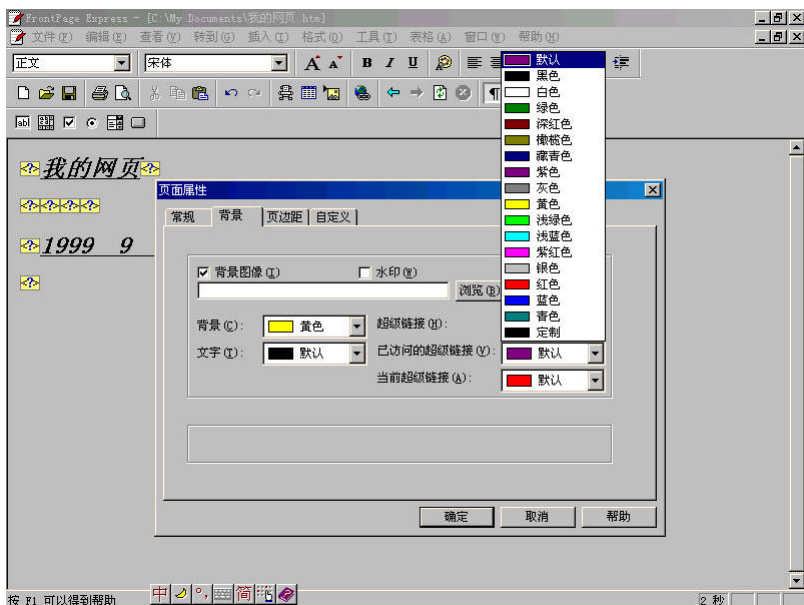 FrontPage Express - [C:\My Documents\我的网页.htm]
文件(F) 编辑(E) 查看(V) 转到(G) 插入(I) 格式(O) 工具(T) 表格(A) 窗口(W) 帮助(H)
正文 宋体 A A B I U
abl
我的网页
1999 9
页面属性
常规 背景 页边距 自定义
背景图像(I) 水印(W)
浏览(B)
背景(C): 黄色 超级链接(H):
文字(T): 默认 已访问的超级链接(V): 默认
当前超级链接(A): 默认
默认
黑色
白色
绿色
深红色
橄榄色
藏青色
紫色
灰色
黄色
浅绿色
浅蓝色
紫红色
银色
红色
蓝色
青色
定制
确定 取消 帮助
按 F1 可以得到帮助 中 简 2 秒